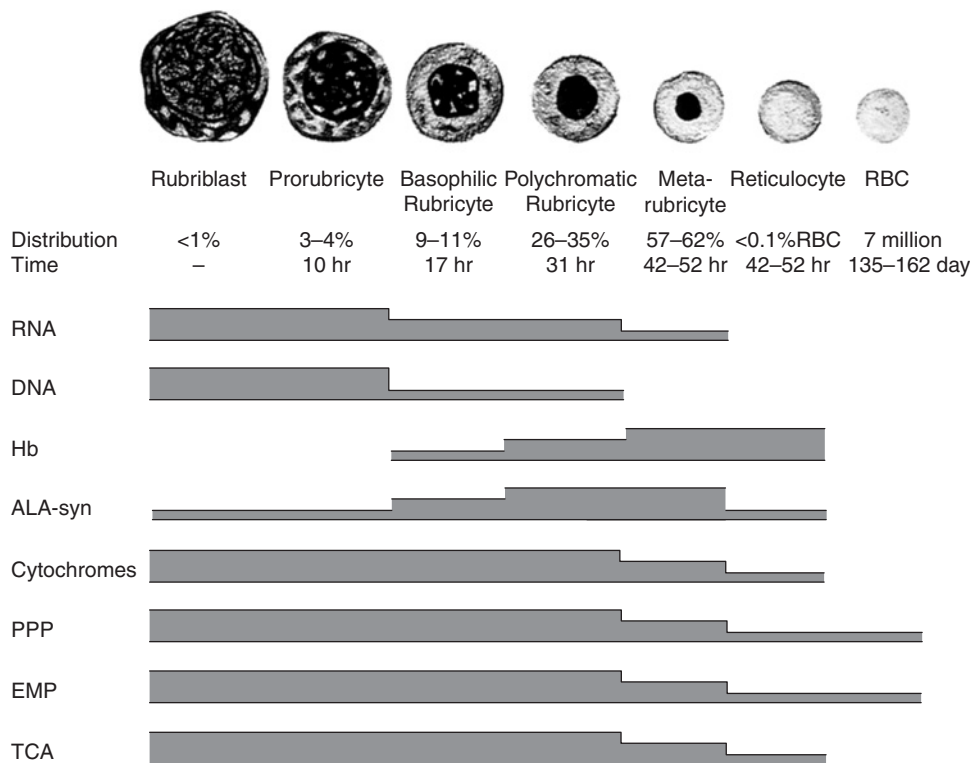 Rubriblast Prorubricyte Basophilic Polychromatic Meta- Reticulocyte RBC
Rubricyte Rubricyte rubricyte
Distribution <1% 3–4% 9–11% 26–35% 57–62% <0.1%RBC 7 million
Time – 10 hr 17 hr 31 hr 42–52 hr 42–52 hr 135–162 day
RNA
DNA
Hb
ALA-syn
Cytochromes
PPP
EMP
TCA